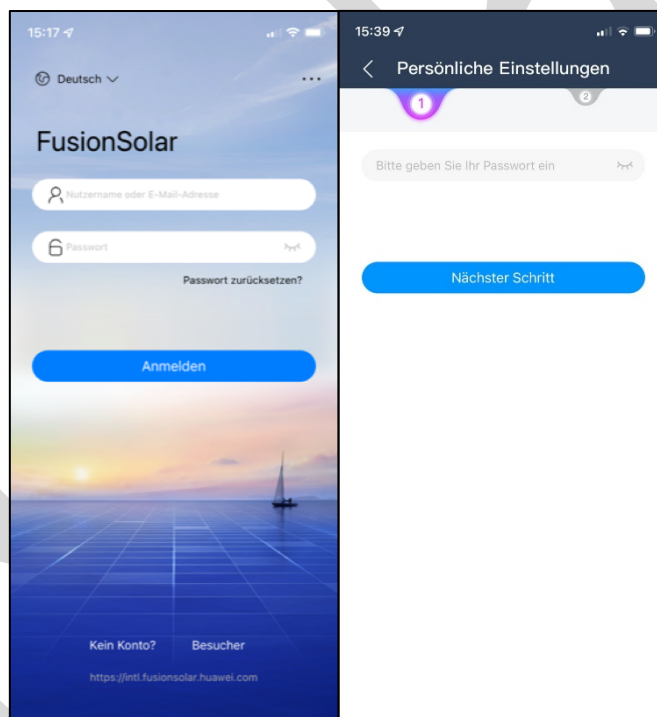 15:17
Deutsch
FusionSolar
Nutzername oder E-Mail-Adresse
Passwort
Passwort zurücksetzen?
Anmelden
Kein Konto? Besucher
https://intl.fusionsolar.huawei.com
15:39
Persönliche Einstellungen
1 2
Bitte geben Sie Ihr Passwort ein
Nächster Schritt